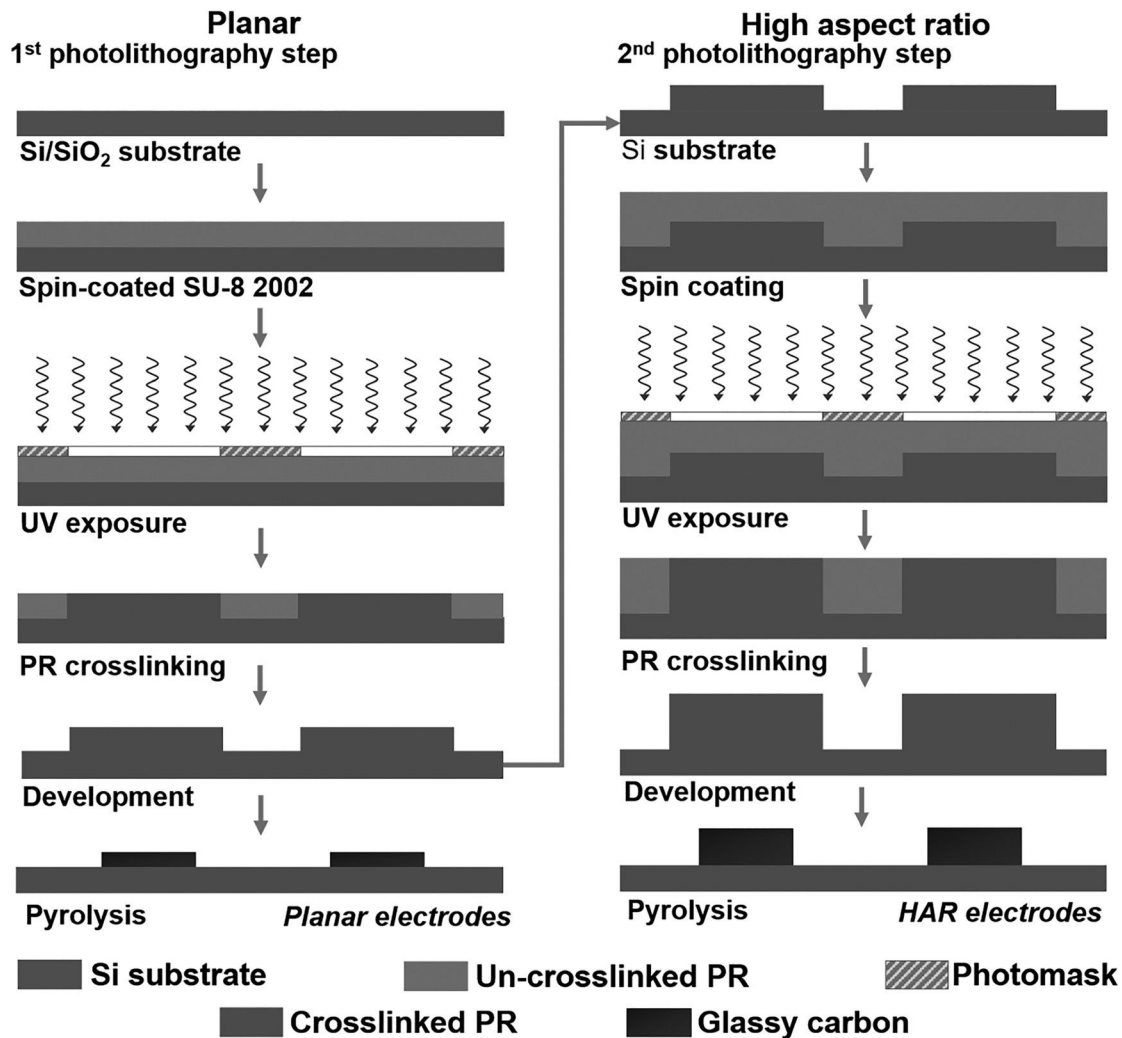 Planar
1st photolithography step
Si/SiO2 substrate
Spin-coated SU-8 2002
UV exposure
PR crosslinking
Development
Pyrolysis
Planar electrodes
High aspect ratio
2nd photolithography step
Si substrate
Spin coating
UV exposure
PR crosslinking
Development
Pyrolysis
HAR electrodes
Si substrate
Un-crosslinked PR
Photomask
Crosslinked PR
Glassy carbon